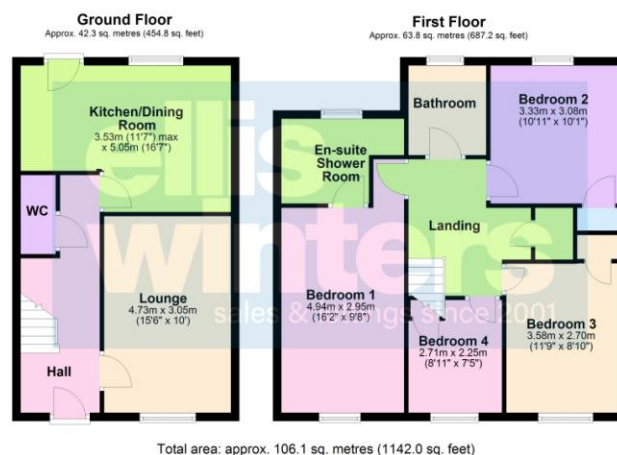 Ground Floor
Approx. 42.3 sq. metres (454.8 sq. feet)
Kitchen/Dining
Room
3.53m (11'7") max
x 5.05m (16'7")
WC
Lounge
4.73m x 3.05m
(15'6" x 10')
Hall
First Floor
Approx. 63.8 sq. metres (687.2 sq. feet)
Bathroom
Bedroom 2
3.33m x 3.08m
(10'11" x 10'1")
En-suite
Shower
Room
Landing
Bedroom 1
4.94m x 2.95m
(16'2" x 9'8")
Bedroom 4
2.71m x 2.25m
(8'11" x 7'5")
Bedroom 3
3.58m x 2.70m
(11'9" x 8'10")
ellis
winters
sales & lettings since 2001
Total area: approx. 106.1 sq. metres (1142.0 sq. feet)